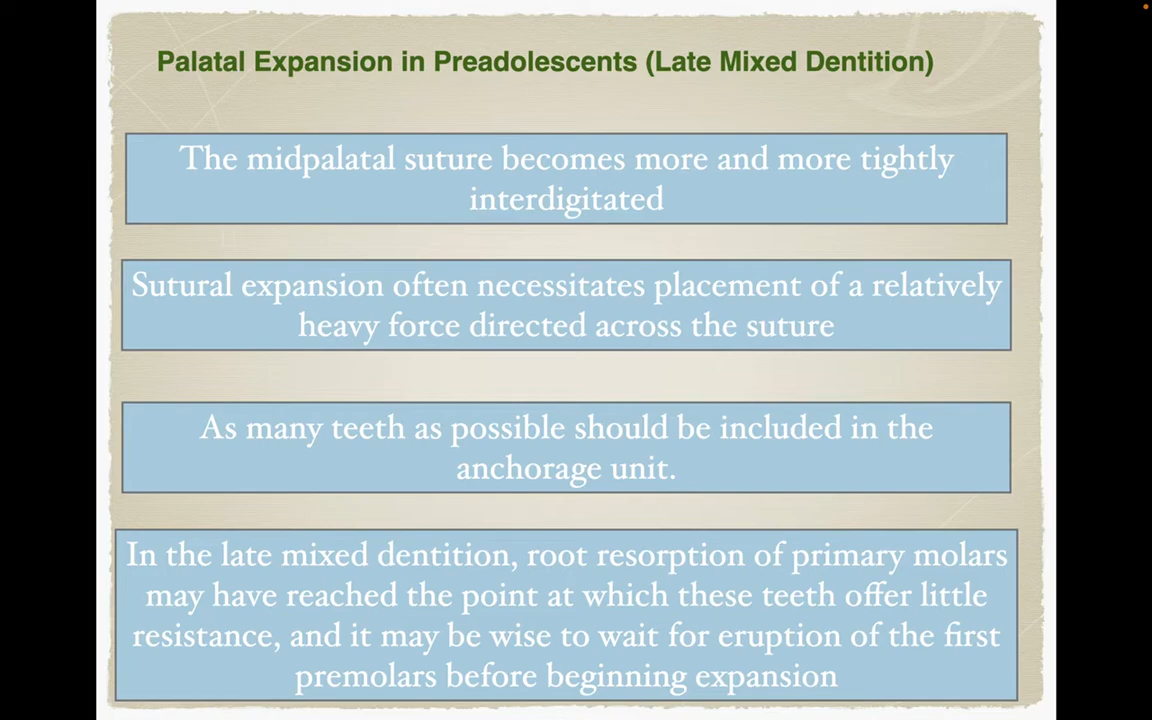 Palatal Expansion in Preadolescents (Late Mixed Dentition)
The midpalatal suture becomes more and more tightly
interdigitated
Sutural expansion often necessitates placement of a relatively
heavy force directed across the suture
As many teeth as possible should be included in the
anchorage unit.
In the late mixed dentition, root resorption of primary molars
may have reached the point at which these teeth offer little
resistance, and it may be wise to wait for eruption of the first
premolars before beginning expansion